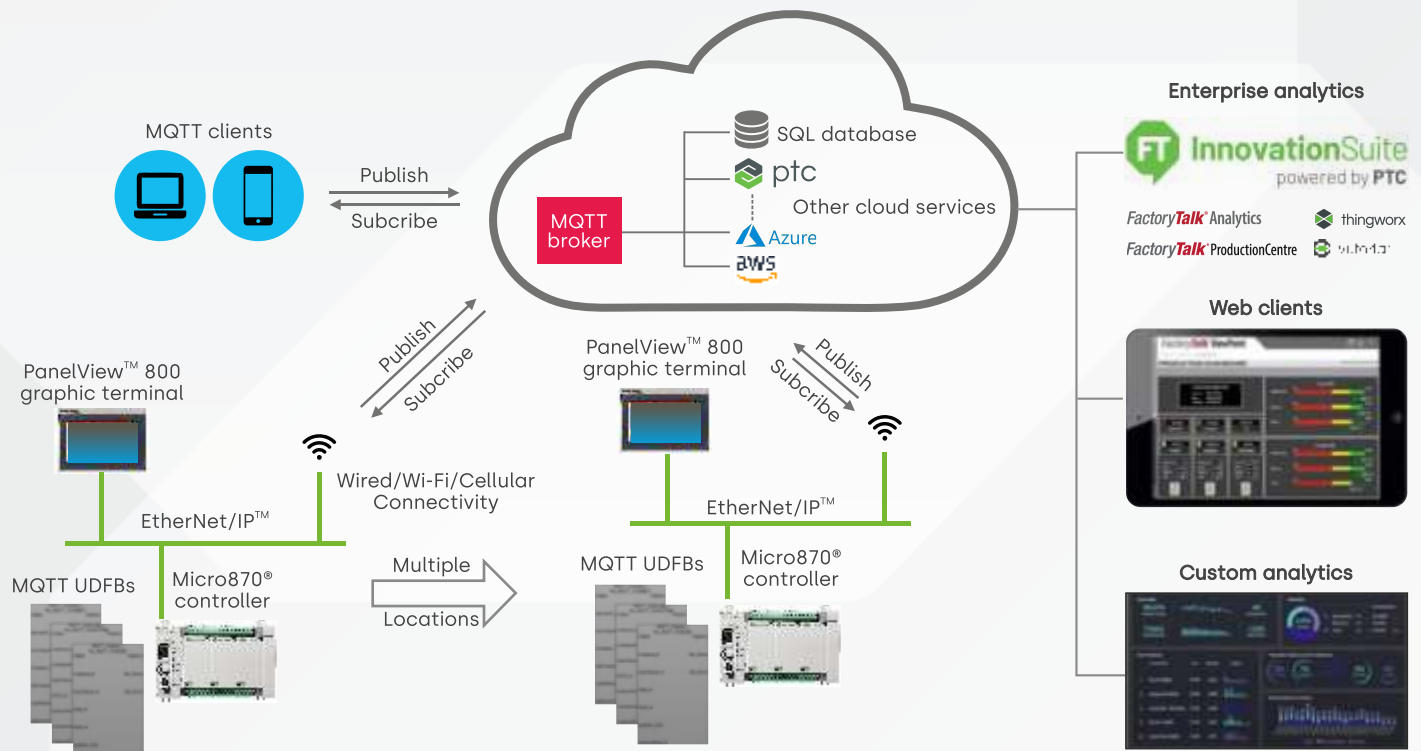 MQTT clients
Publish
Subcribe
SQL database
ptc
Other cloud services
MQTT
broker
Azure
aws
Enterprise analytics
FT InnovationSuite
powered by PTC
FactoryTalk® Analytics
thingworx
FactoryTalk® ProductionCentre
Web clients
FactoryTalk ViewPoint
Custom analytics
PanelView™ 800
graphic terminal
Publish
Subcribe
Wired/Wi-Fi/Cellular
Connectivity
EtherNet/IP™
MQTT UDFBs
Micro870®
controller
Multiple
Locations
PanelView™ 800
graphic terminal
Publish
Subcribe
EtherNet/IP™
MQTT UDFBs
Micro870®
controller